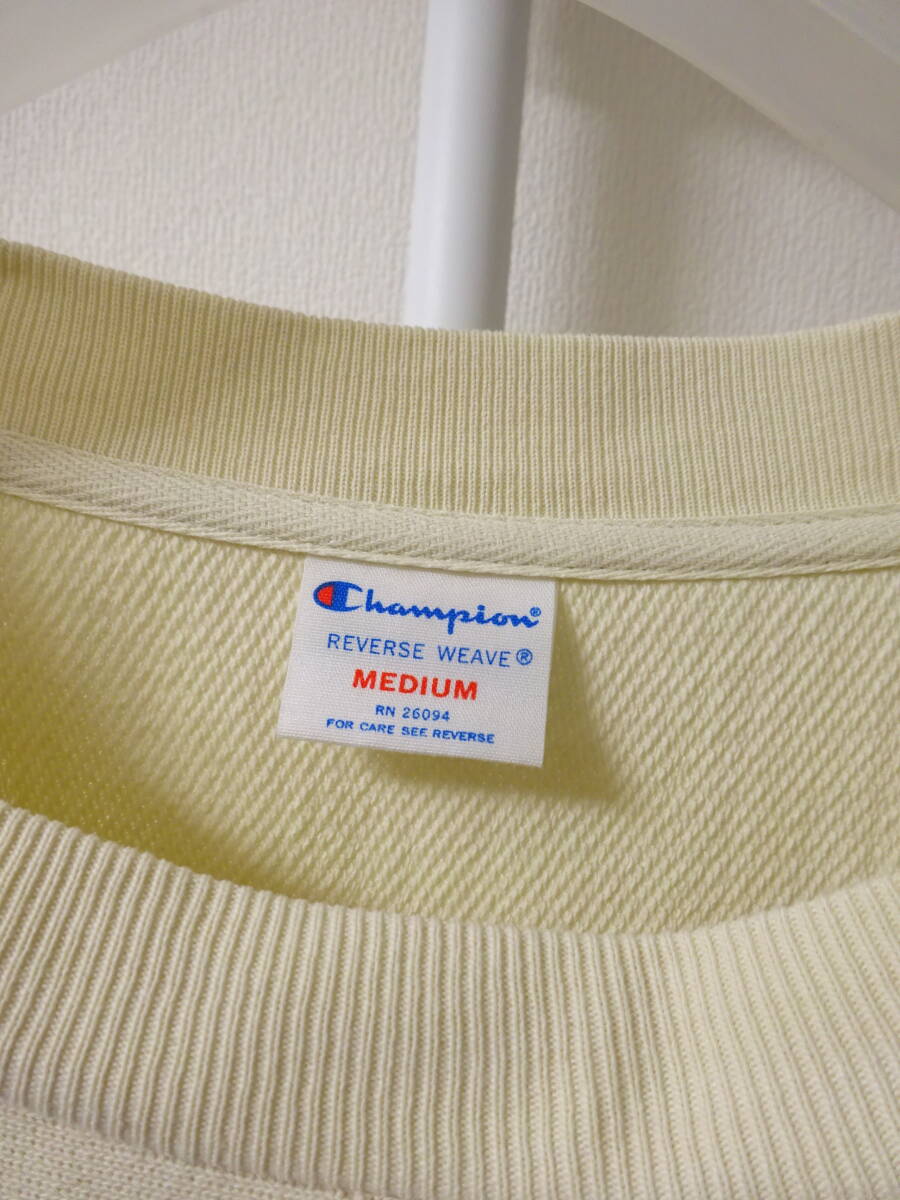 Champion®
REVERSE WEAVE®
MEDIUM
RN 26094
FOR CARE SEE REVERSE